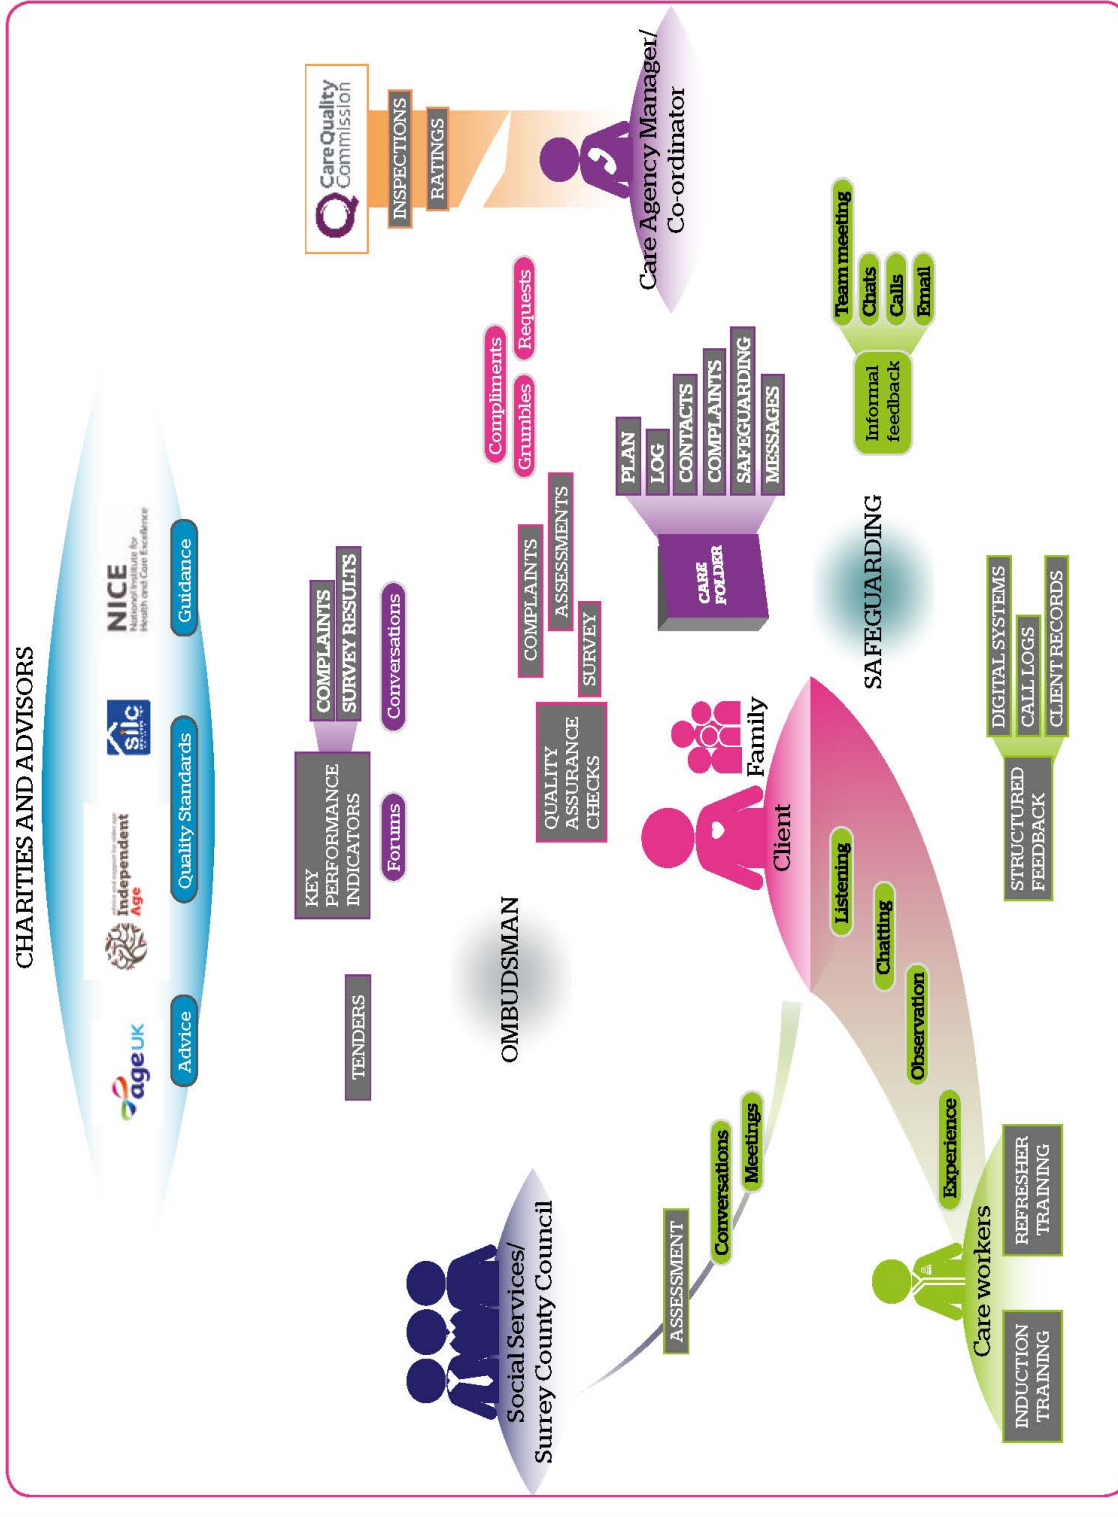 CHARITIES AND ADVISORS
ageUK
Independent
Age
silc
NICE
National Institute for
Health and Care Excellence
Advice
Quality Standards
Guidance
TENDERS
KEY
PERFORMANCE
INDICATORS
COMPLAINTS
SURVEY RESULTS
Forums
Conversations
CareQuality
Commission
INSPECTIONS
RATINGS
Social Services/
Surrey County Council
OMBUDSMAN
QUALITY
ASSURANCE
CHECKS
COMPLAINTS
ASSESSMENTS
SURVEY
Compliments
Grumbles
Requests
Care Agency Manager/
Co-ordinator
ASSESSMENT
Conversations
Meetings
Client
Family
CARE
FOLDER
PLAN
LOG
CONTACTS
COMPLAINTS
SAFEGUARDING
MESSAGES
Listening
Chatting
Observation
Experience
SAFEGUARDING
Informal
feedback
Team meeting
Chats
Calls
Email
Care workers
INDUCTION
TRAINING
REFRESHER
TRAINING
STRUCTURED
FEEDBACK
DIGITAL SYSTEMS
CALL LOGS
CLIENT RECORDS